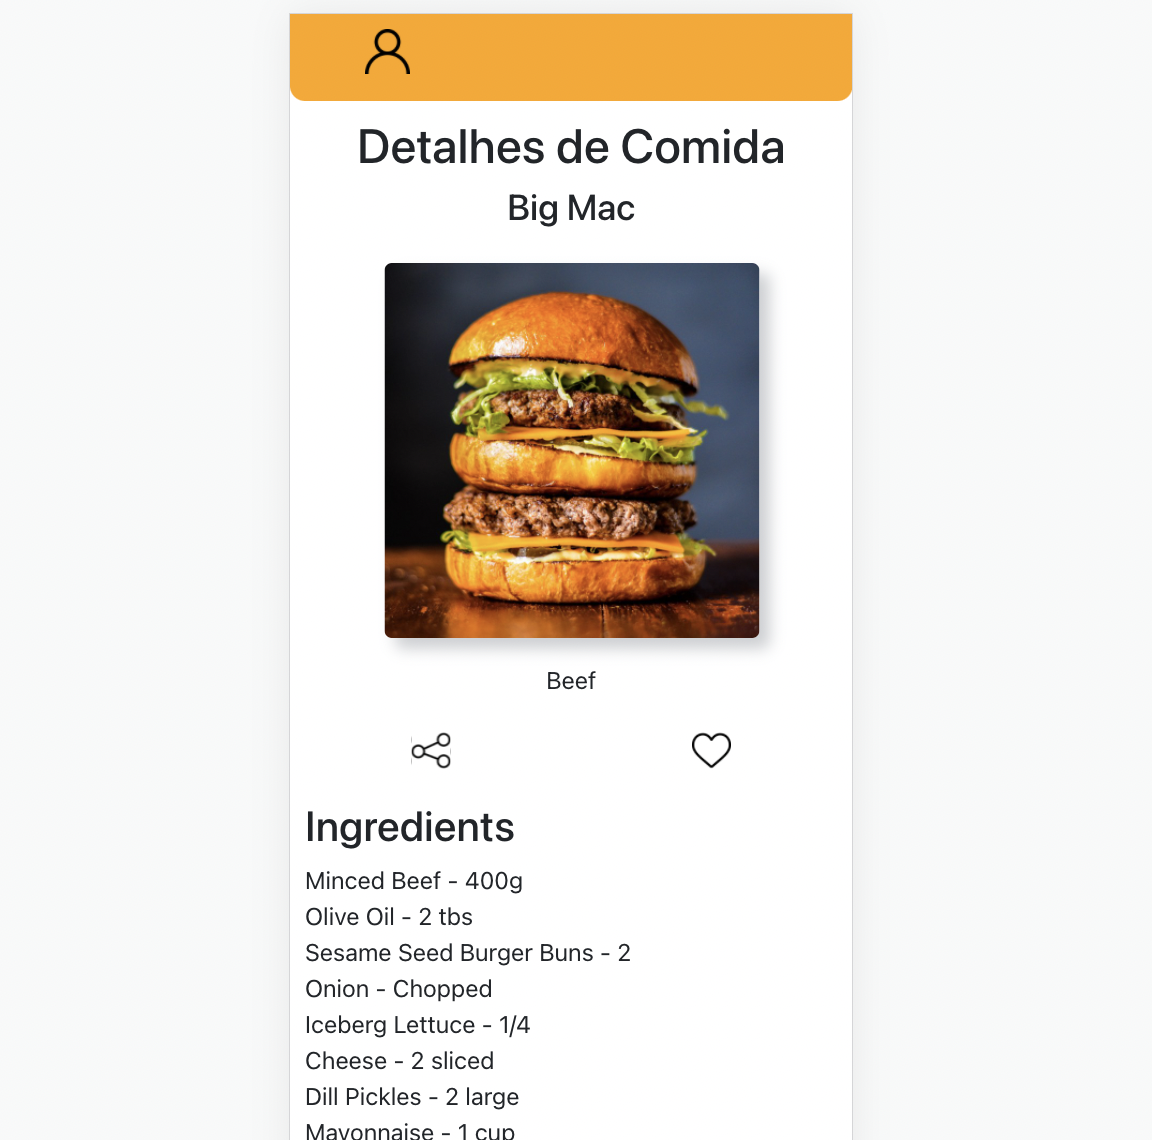 Detalhes de Comida
Big Mac
Beef
Ingredients
Minced Beef - 400g
Olive Oil - 2 tbs
Sesame Seed Burger Buns - 2
Onion - Chopped
Iceberg Lettuce - 1/4
Cheese - 2 sliced
Dill Pickles - 2 large
Mayonnaise - 1 cup